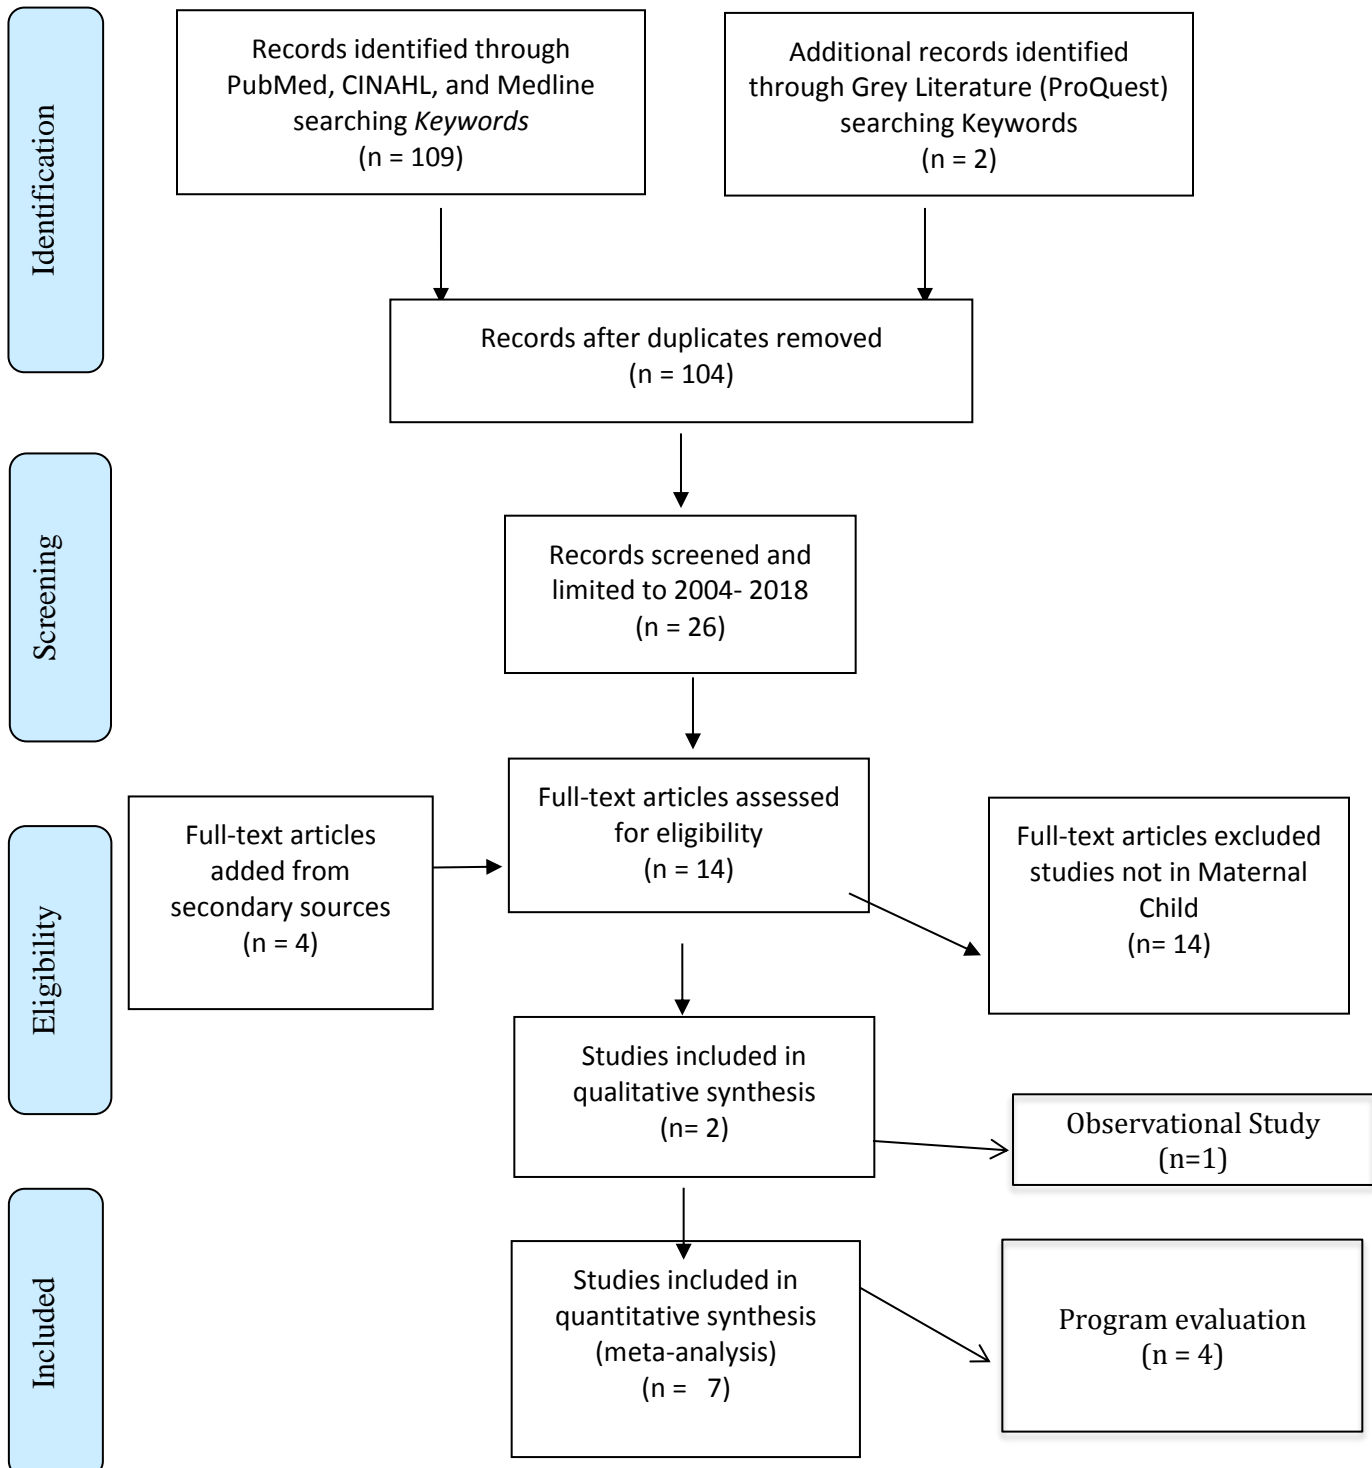 Identification
Records identified through
PubMed, CINAHL, and Medline
searching Keywords
(n = 109)
Additional records identified
through Grey Literature (ProQuest)
searching Keywords
(n = 2)
Records after duplicates removed
(n = 104)
Screening
Records screened and
limited to 2004- 2018
(n = 26)
Eligibility
Full-text articles
added from
secondary sources
(n = 4)
Full-text articles assessed
for eligibility
(n = 14)
Full-text articles excluded
studies not in Maternal
Child
(n= 14)
Studies included in
qualitative synthesis
(n= 2)
Observational Study
(n=1)
Included
Studies included in
quantitative synthesis
(meta-analysis)
(n = 7)
Program evaluation
(n = 4)